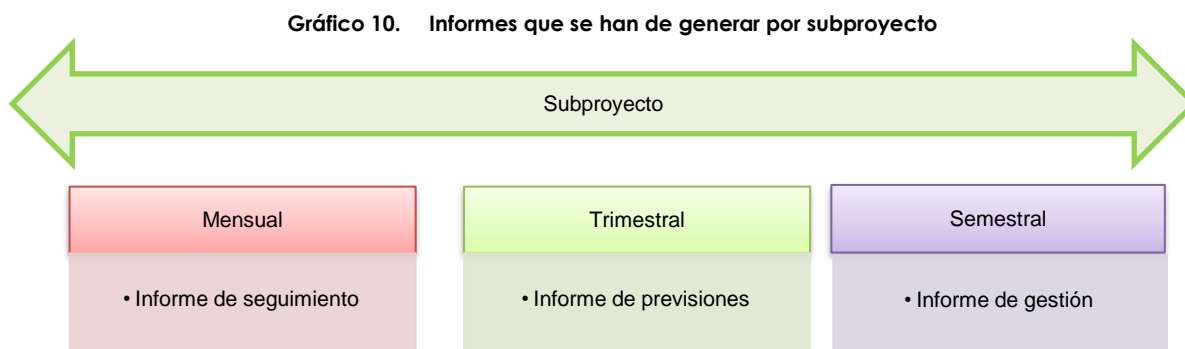 Gráfico 10. Informes que se han de generar por subproyecto
Subproyecto
Mensual
Trimestral
Semestral
• Informe de seguimiento
• Informe de previsiones
• Informe de gestión